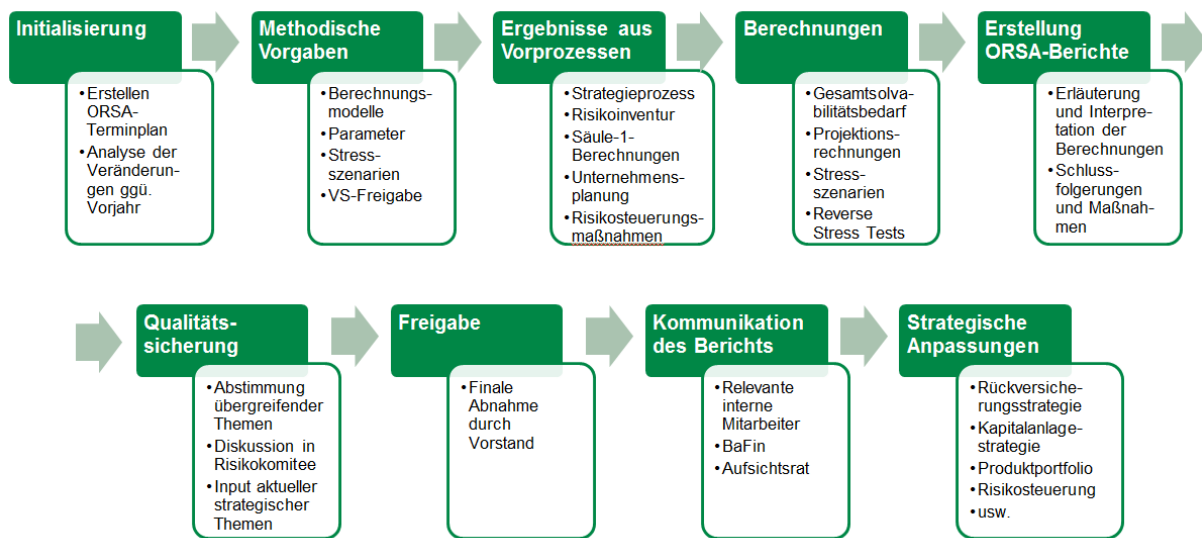 Initialisierung
• Erstellen
ORSA-
Terminplan
• Analyse der
Veränderun-
gen ggü.
Vorjahr
Methodische
Vorgaben
• Berechnungs-
modelle
• Parameter
• Stress-
szenarien
• VS-Freigabe
Ergebnisse aus
Vorprozessen
• Strategieprozess
• Risikoinventur
• Säule-1-
Berechnungen
• Unternehmens-
planung
• Risikosteuerungs-
maßnahmen
Berechnungen
• Gesamtsolva-
bilitätsbedarf
• Projektions-
rechnungen
• Stress-
szenarien
• Reverse
Stress Tests
Erstellung
ORSA-Berichte
• Erläuterung
und Interpre-
tation der
Berechnungen
• Schluss-
folgerungen
und Maßnah-
men
Qualitäts-
sicherung
• Abstimmung
übergreifender
Themen
• Diskussion in
Risikokomitee
• Input aktueller
strategischer
Themen
Freigabe
• Finale
Abnahme
durch
Vorstand
Kommunikation
des Berichts
• Relevante
interne
Mitarbeiter
• BaFin
• Aufsichtsrat
Strategische
Anpassungen
• Rückversiche-
rungsstrategie
• Kapitalanlage-
strategie
• Produktportfolio
• Risikosteuerung
• usw.